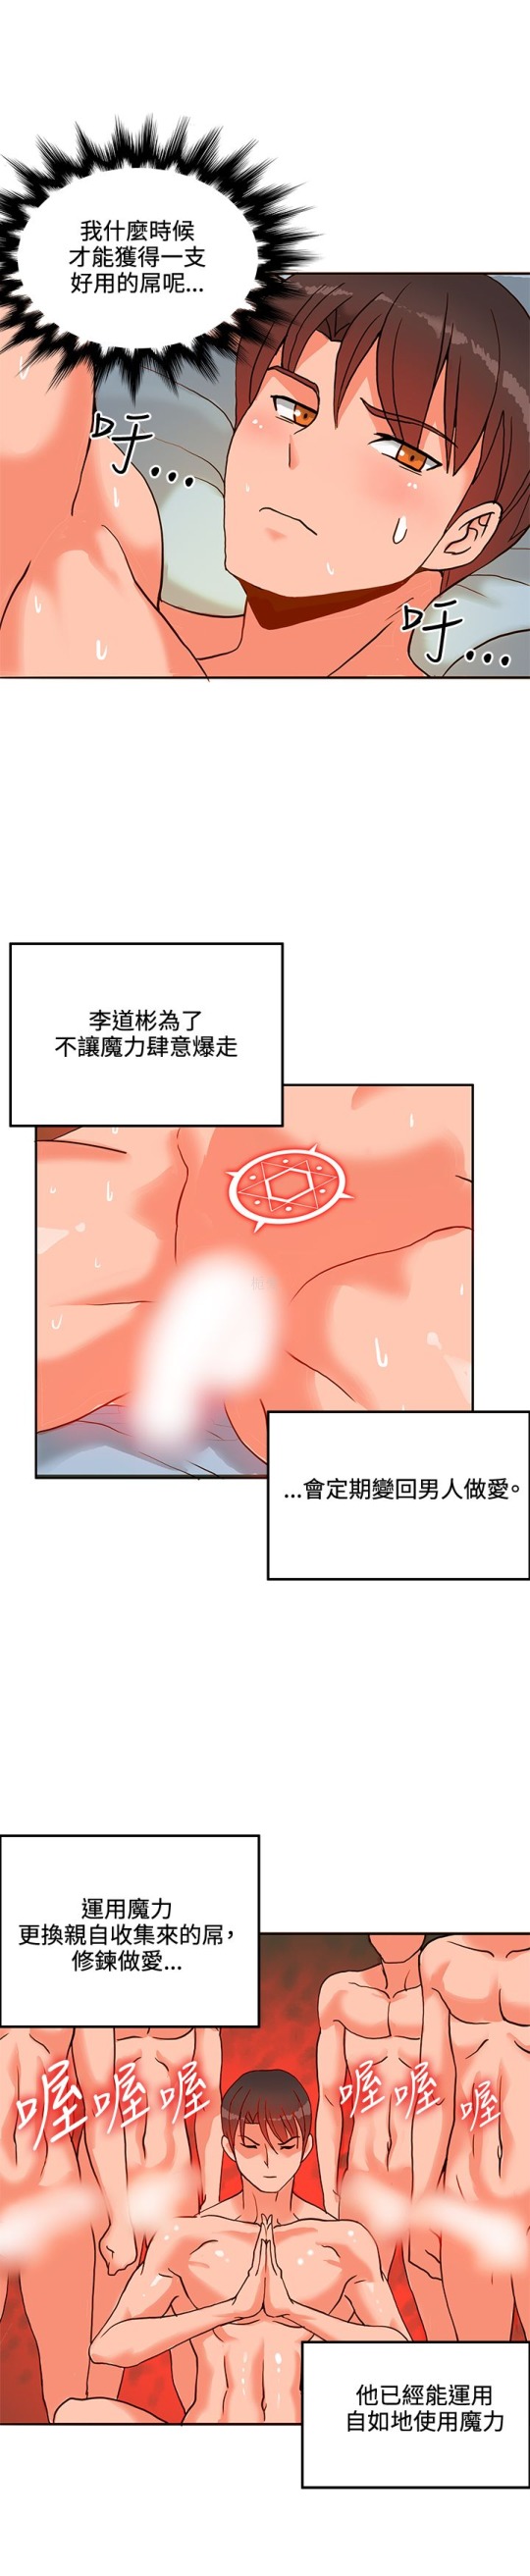 我什麼時候
才能獲得一支
好用的屌呢...
吁...
吁...
李道彬為了
不讓魔力肆意爆走
...會定期變回男人做愛。
運用魔力
更換親自收集來的屌，
修鍊做愛...
喔喔喔
喔喔喔
他已經能運用
自如地使用魔力